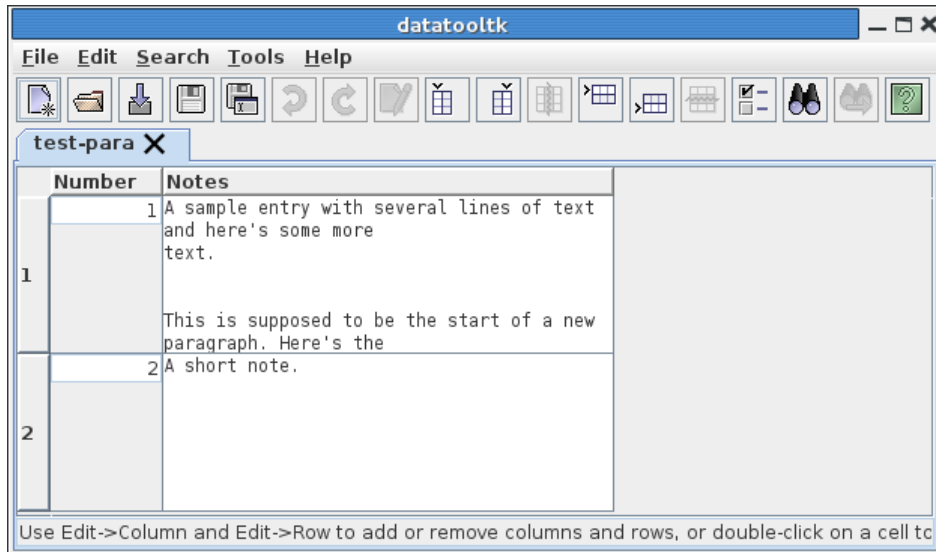 datatooltk
File Edit Search Tools Help
test-para
Number Notes
1 1 A sample entry with several lines of text
and here's some more
text.
This is supposed to be the start of a new
paragraph. Here's the
2 2 A short note.
Use Edit->Column and Edit->Row to add or remove columns and rows, or double-click on a cell to